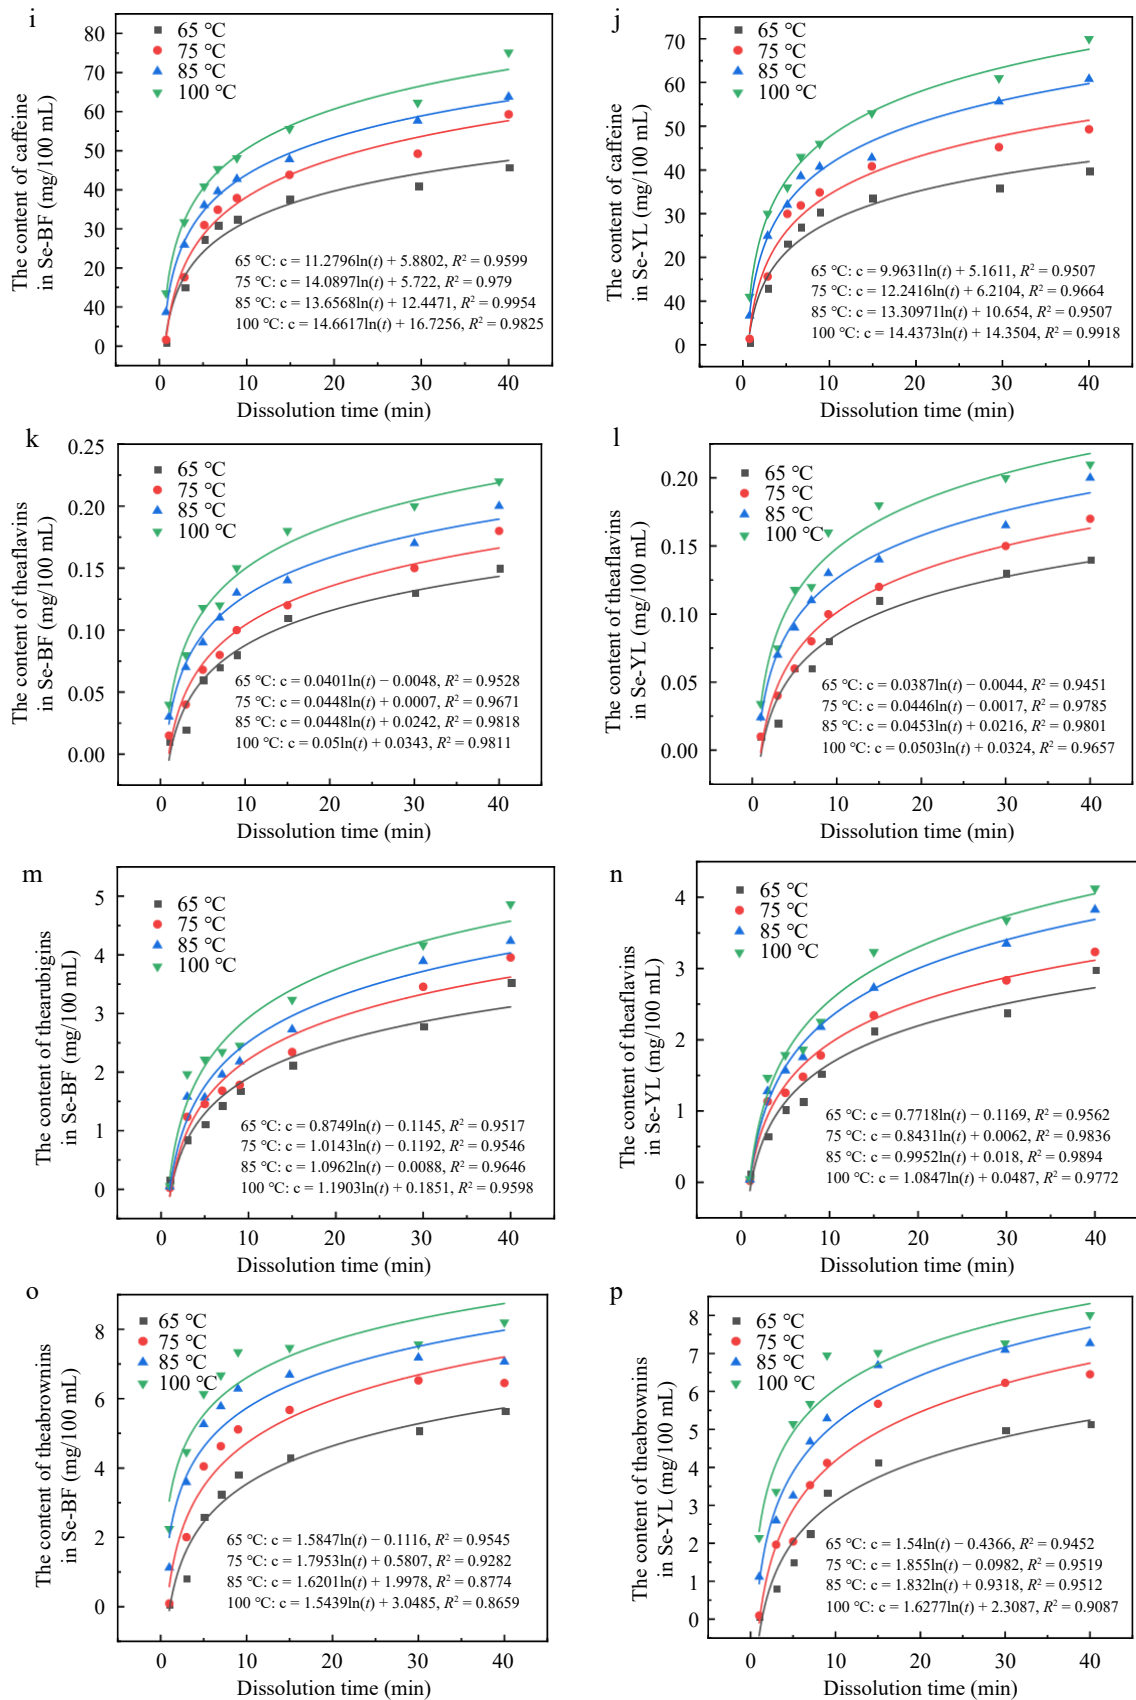 i
The content of caffeine
in Se-BF (mg/100 mL)
80
70
60
50
40
30
20
40
0
65 °C
75 °C
85 °C
100 °C
65 °C: c = 11.2796ln(t) + 5.8802, R² = 0.9599
75 °C: c = 14.0897ln(t) + 5.722, R² = 0.979
85 °C: c = 13.6568ln(t) + 12.4471, R² = 0.9954
100 °C: c = 14.6617ln(t) + 16.7256, R² = 0.9825
0 10 20 30 40
Dissolution time (min)
j
The content of caffeine
in Se-YL (mg/100 mL)
70
60
50
40
30
20
40
0
65 °C
75 °C
85 °C
100 °C
65 °C: c = 9.9631ln(t) + 5.1611, R² = 0.9507
75 °C: c = 12.2416ln(t) + 6.2104, R² = 0.9664
85 °C: c = 13.30971ln(t) + 10.654, R² = 0.9507
100 °C: c = 14.4373ln(t) + 14.3504, R² = 0.9918
0 10 20 30 40
Dissolution time (min)
k
The content of theaflavins
in Se-BF (mg/100 mL)
0.25
0.20
0.15
0.10
0.05
0.00
65 °C
75 °C
85 °C
100 °C
65 °C: c = 0.0401ln(t) − 0.0048, R² = 0.9528
75 °C: c = 0.0448ln(t) + 0.0007, R² = 0.9671
85 °C: c = 0.0448ln(t) + 0.0242, R² = 0.9818
100 °C: c = 0.05ln(t) + 0.0343, R² = 0.9811
0 10 20 30 40
Dissolution time (min)
l
The content of theaflavins
in Se-YL (mg/100 mL)
0.20
0.15
0.10
0.05
0.00
65 °C
75 °C
85 °C
100 °C
65 °C: c = 0.0387ln(t) − 0.0044, R² = 0.9451
75 °C: c = 0.0446ln(t) − 0.0017, R² = 0.9785
85 °C: c = 0.0453ln(t) + 0.0216, R² = 0.9801
100 °C: c = 0.0503ln(t) + 0.0324, R² = 0.9657
0 10 20 30 40
Dissolution time (min)
m
The content of thearubigins
in Se-BF (mg/100 mL)
5
4
3
2
1
0
65 °C
75 °C
85 °C
100 °C
65 °C: c = 0.8749ln(t) − 0.1145, R² = 0.9517
75 °C: c = 1.0143ln(t) − 0.1192, R² = 0.9546
85 °C: c = 1.0962ln(t) − 0.0088, R² = 0.9646
100 °C: c = 1.1903ln(t) + 0.1851, R² = 0.9598
0 10 20 30 40
Dissolution time (min)
n
The content of theaflavins
in Se-YL (mg/100 mL)
4
3
2
1
0
65 °C
75 °C
85 °C
100 °C
65 °C: c = 0.7718ln(t) − 0.1169, R² = 0.9562
75 °C: c = 0.8431ln(t) + 0.0062, R² = 0.9836
85 °C: c = 0.9952ln(t) + 0.018, R² = 0.9894
100 °C: c = 1.0847ln(t) + 0.0487, R² = 0.9772
0 10 20 30 40
Dissolution time (min)
o
The content of theabrownins
in Se-BF (mg/100 mL)
8
6
4
2
0
65 °C
75 °C
85 °C
100 °C
65 °C: c = 1.5847ln(t) − 0.1116, R² = 0.9545
75 °C: c = 1.7953ln(t) + 0.5807, R² = 0.9282
85 °C: c = 1.6201ln(t) + 1.9978, R² = 0.8774
100 °C: c = 1.5439ln(t) + 3.0485, R² = 0.8659
0 10 20 30 40
Dissolution time (min)
p
The content of theabrownins
in Se-YL (mg/100 mL)
8
7
6
5
4
3
2
1
0
65 °C
75 °C
85 °C
100 °C
65 °C: c = 1.54ln(t) − 0.4366, R² = 0.9452
75 °C: c = 1.855ln(t) − 0.0982, R² = 0.9519
85 °C: c = 1.832ln(t) + 0.9318, R² = 0.9512
100 °C: c = 1.6277ln(t) + 2.3087, R² = 0.9087
0 10 20 30 40
Dissolution time (min)